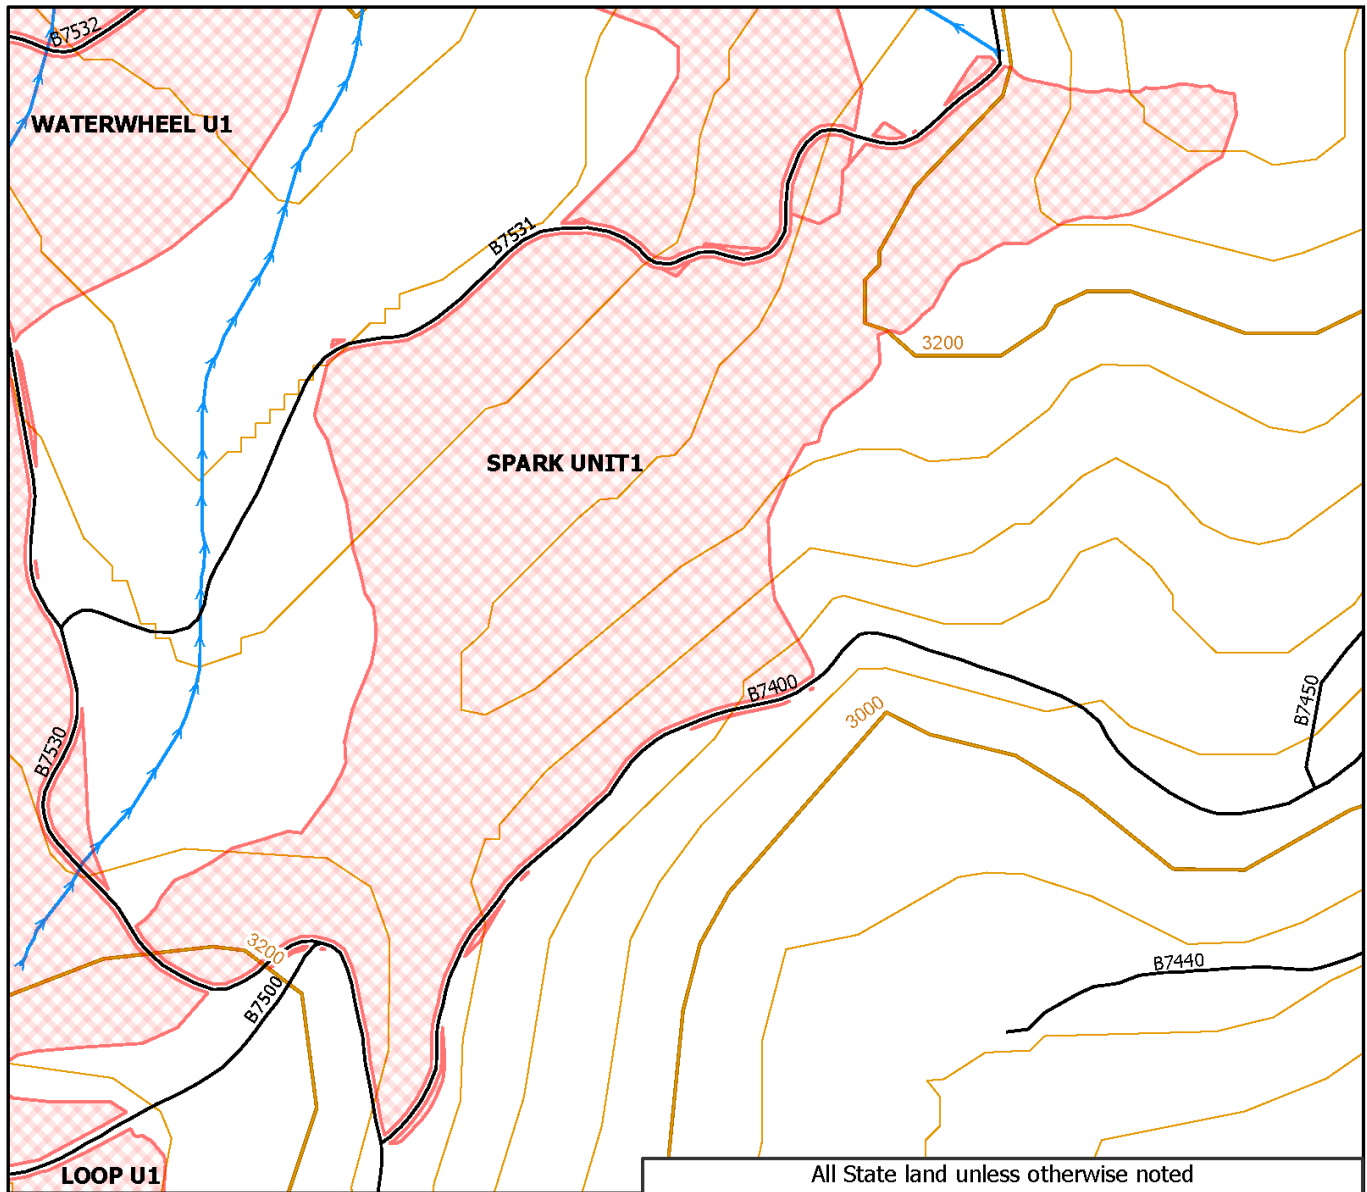 B7532
WATERWHEEL U1
B7531
3200
SPARK UNIT1
B7400
B7450
3000
B7530
3200
B7440
B7500
LOOP U1
All State land unless otherwise noted